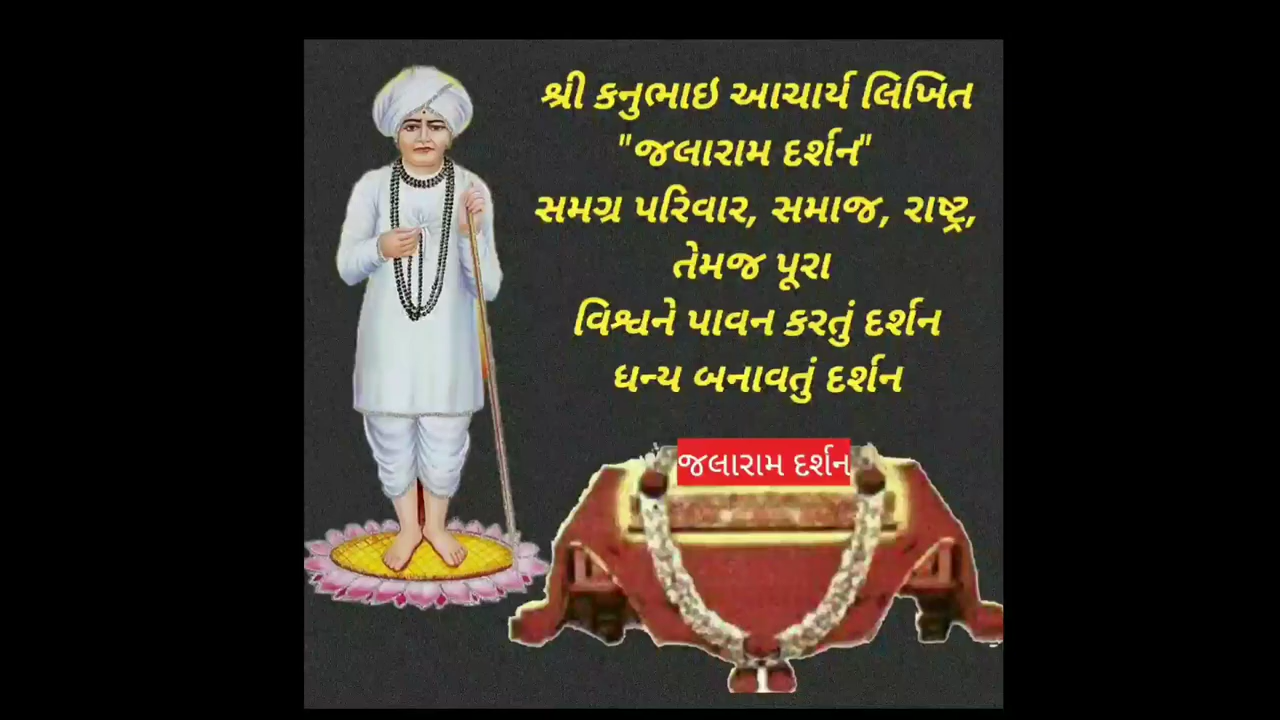 શ્રી કનુભાઇ આચાર્ય લિખિત
"જલારામ દર્શન"
સમગ્ર પરિવાર, સમાજ, રાષ્ટ્ર,
તેમજ પૂરા
વિશ્વને પાવન કરતું દર્શન
ધન્ય બનાવતું દર્શન
જલારામ દર્શન